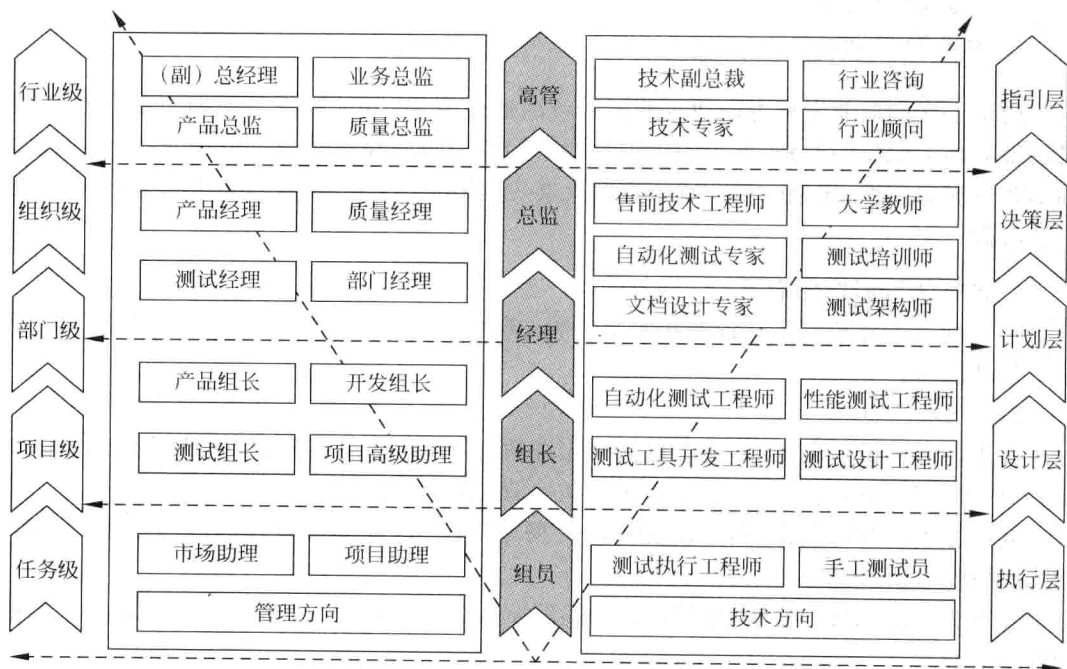 行业级
(副)总经理
业务总监
产品总监
质量总监
高管
技术副总裁
行业咨询
技术专家
行业顾问
指引层
组织级
产品经理
质量经理
测试经理
部门经理
总监
售前技术工程师
大学教师
自动化测试专家
测试培训师
文档设计专家
测试架构师
决策层
部门级
经理
计划层
产品组长
开发组长
自动化测试工程师
性能测试工程师
项目级
测试组长
项目高级助理
组长
测试工具开发工程师
测试设计工程师
设计层
任务级
市场助理
项目助理
组员
测试执行工程师
手工测试员
执行层
管理方向
技术方向